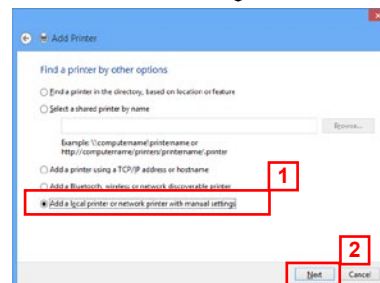 Add Printer
Find a printer by other options
Find a printer in the directory, based on location or feature
Select a shared printer by name
Browse...
Example: \\computername\printername or
http://computername/printers/printername/.printer
Add a printer using a TCP/IP address or hostname
1
Add a Bluetooth, wireless or network discoverable printer
Add a local printer or network printer with manual settings
2
Next Cancel